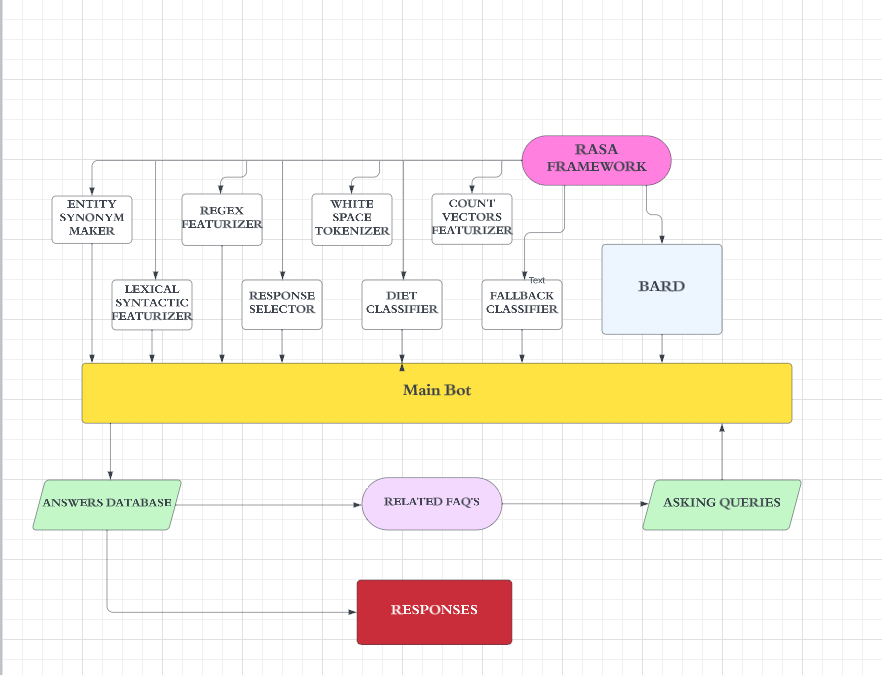 RASA
FRAMEWORK
ENTITY
SYNONYM
MAKER
REGEX
FEATURIZER
WHITE
SPACE
TOKENIZER
COUNT
VECTORS
FEATURIZER
LEXICAL
SYNTACTIC
FEATURIZER
RESPONSE
SELECTOR
DIET
CLASSIFIER
Text
FALLBACK
CLASSIFIER
BARD
Main Bot
ANSWERS DATABASE
RELATED FAQ'S
ASKING QUERIES
RESPONSES